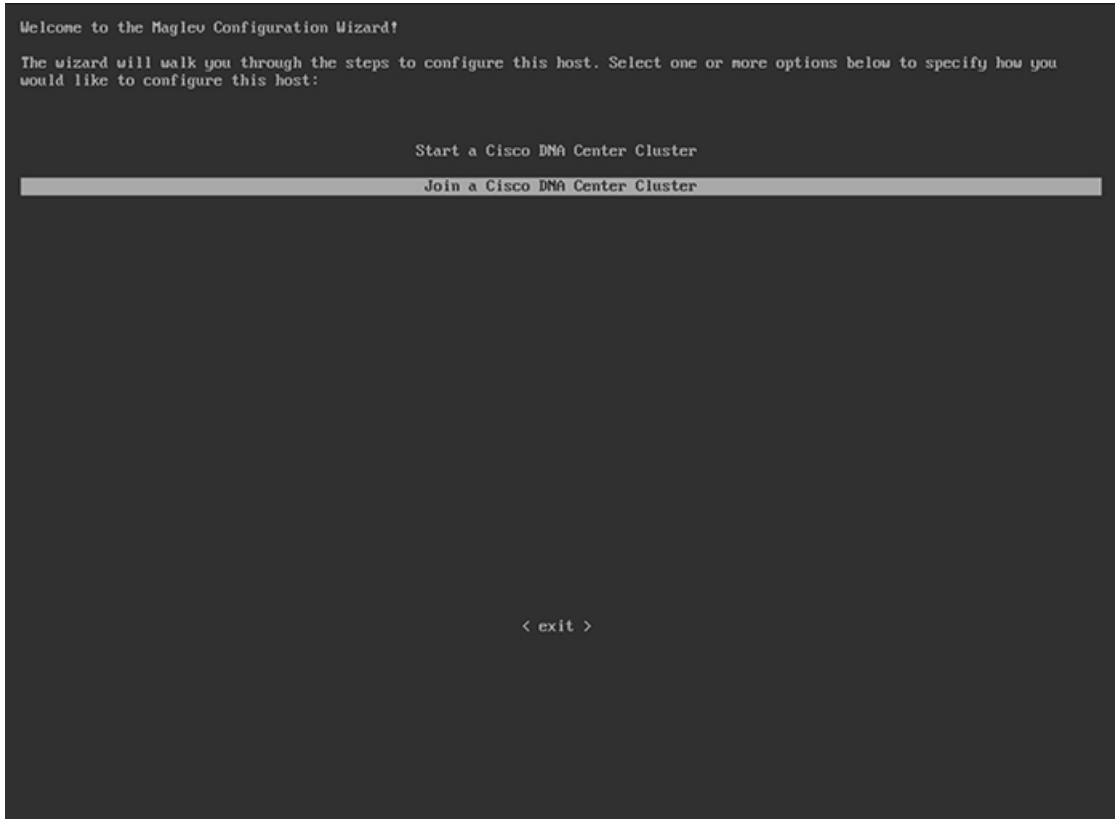 Welcome to the Maglev Configuration Wizard!
The wizard will walk you through the steps to configure this host. Select one or more options below to specify how you
would like to configure this host:
Start a Cisco DNA Center Cluster
Join a Cisco DNA Center Cluster
< exit >